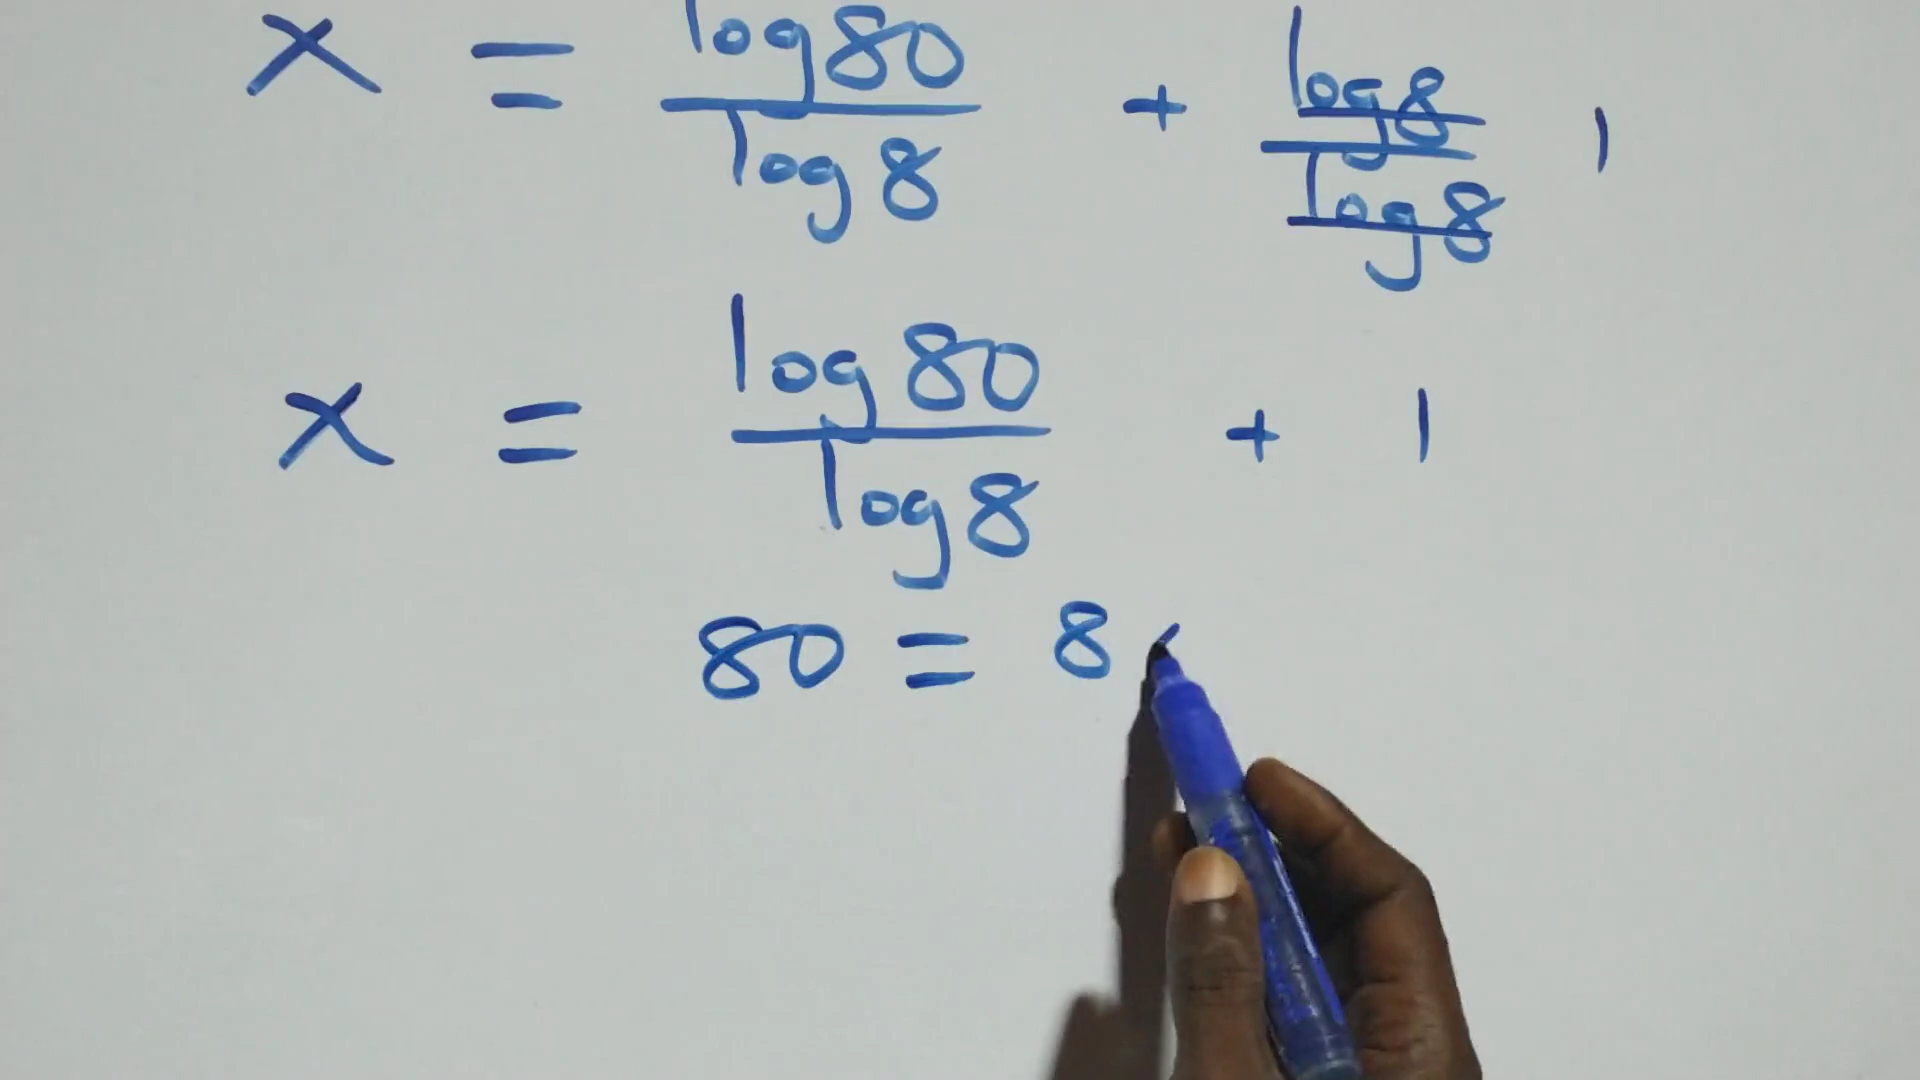 x = log80/log8 + log8/log8 1
x = log80/log8 + 1
80 = 8